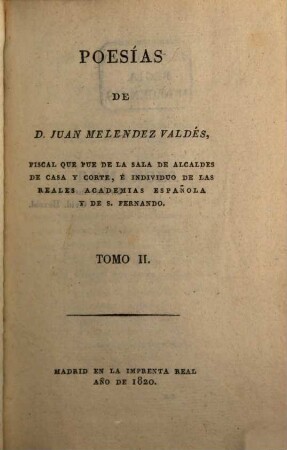 POESÍAS
DE
D. JUAN MELENDEZ VALDÉS,
FISCAL QUE FUE DE LA SALA DE ALCALDES
DE CASA Y CORTE, É INDIVIDUO DE LAS
REALES ACADEMIAS ESPAÑOLA
Y DE S. FERNANDO.
TOMO II.
MADRID EN LA IMPRENTA REAL
AÑO DE 1820.